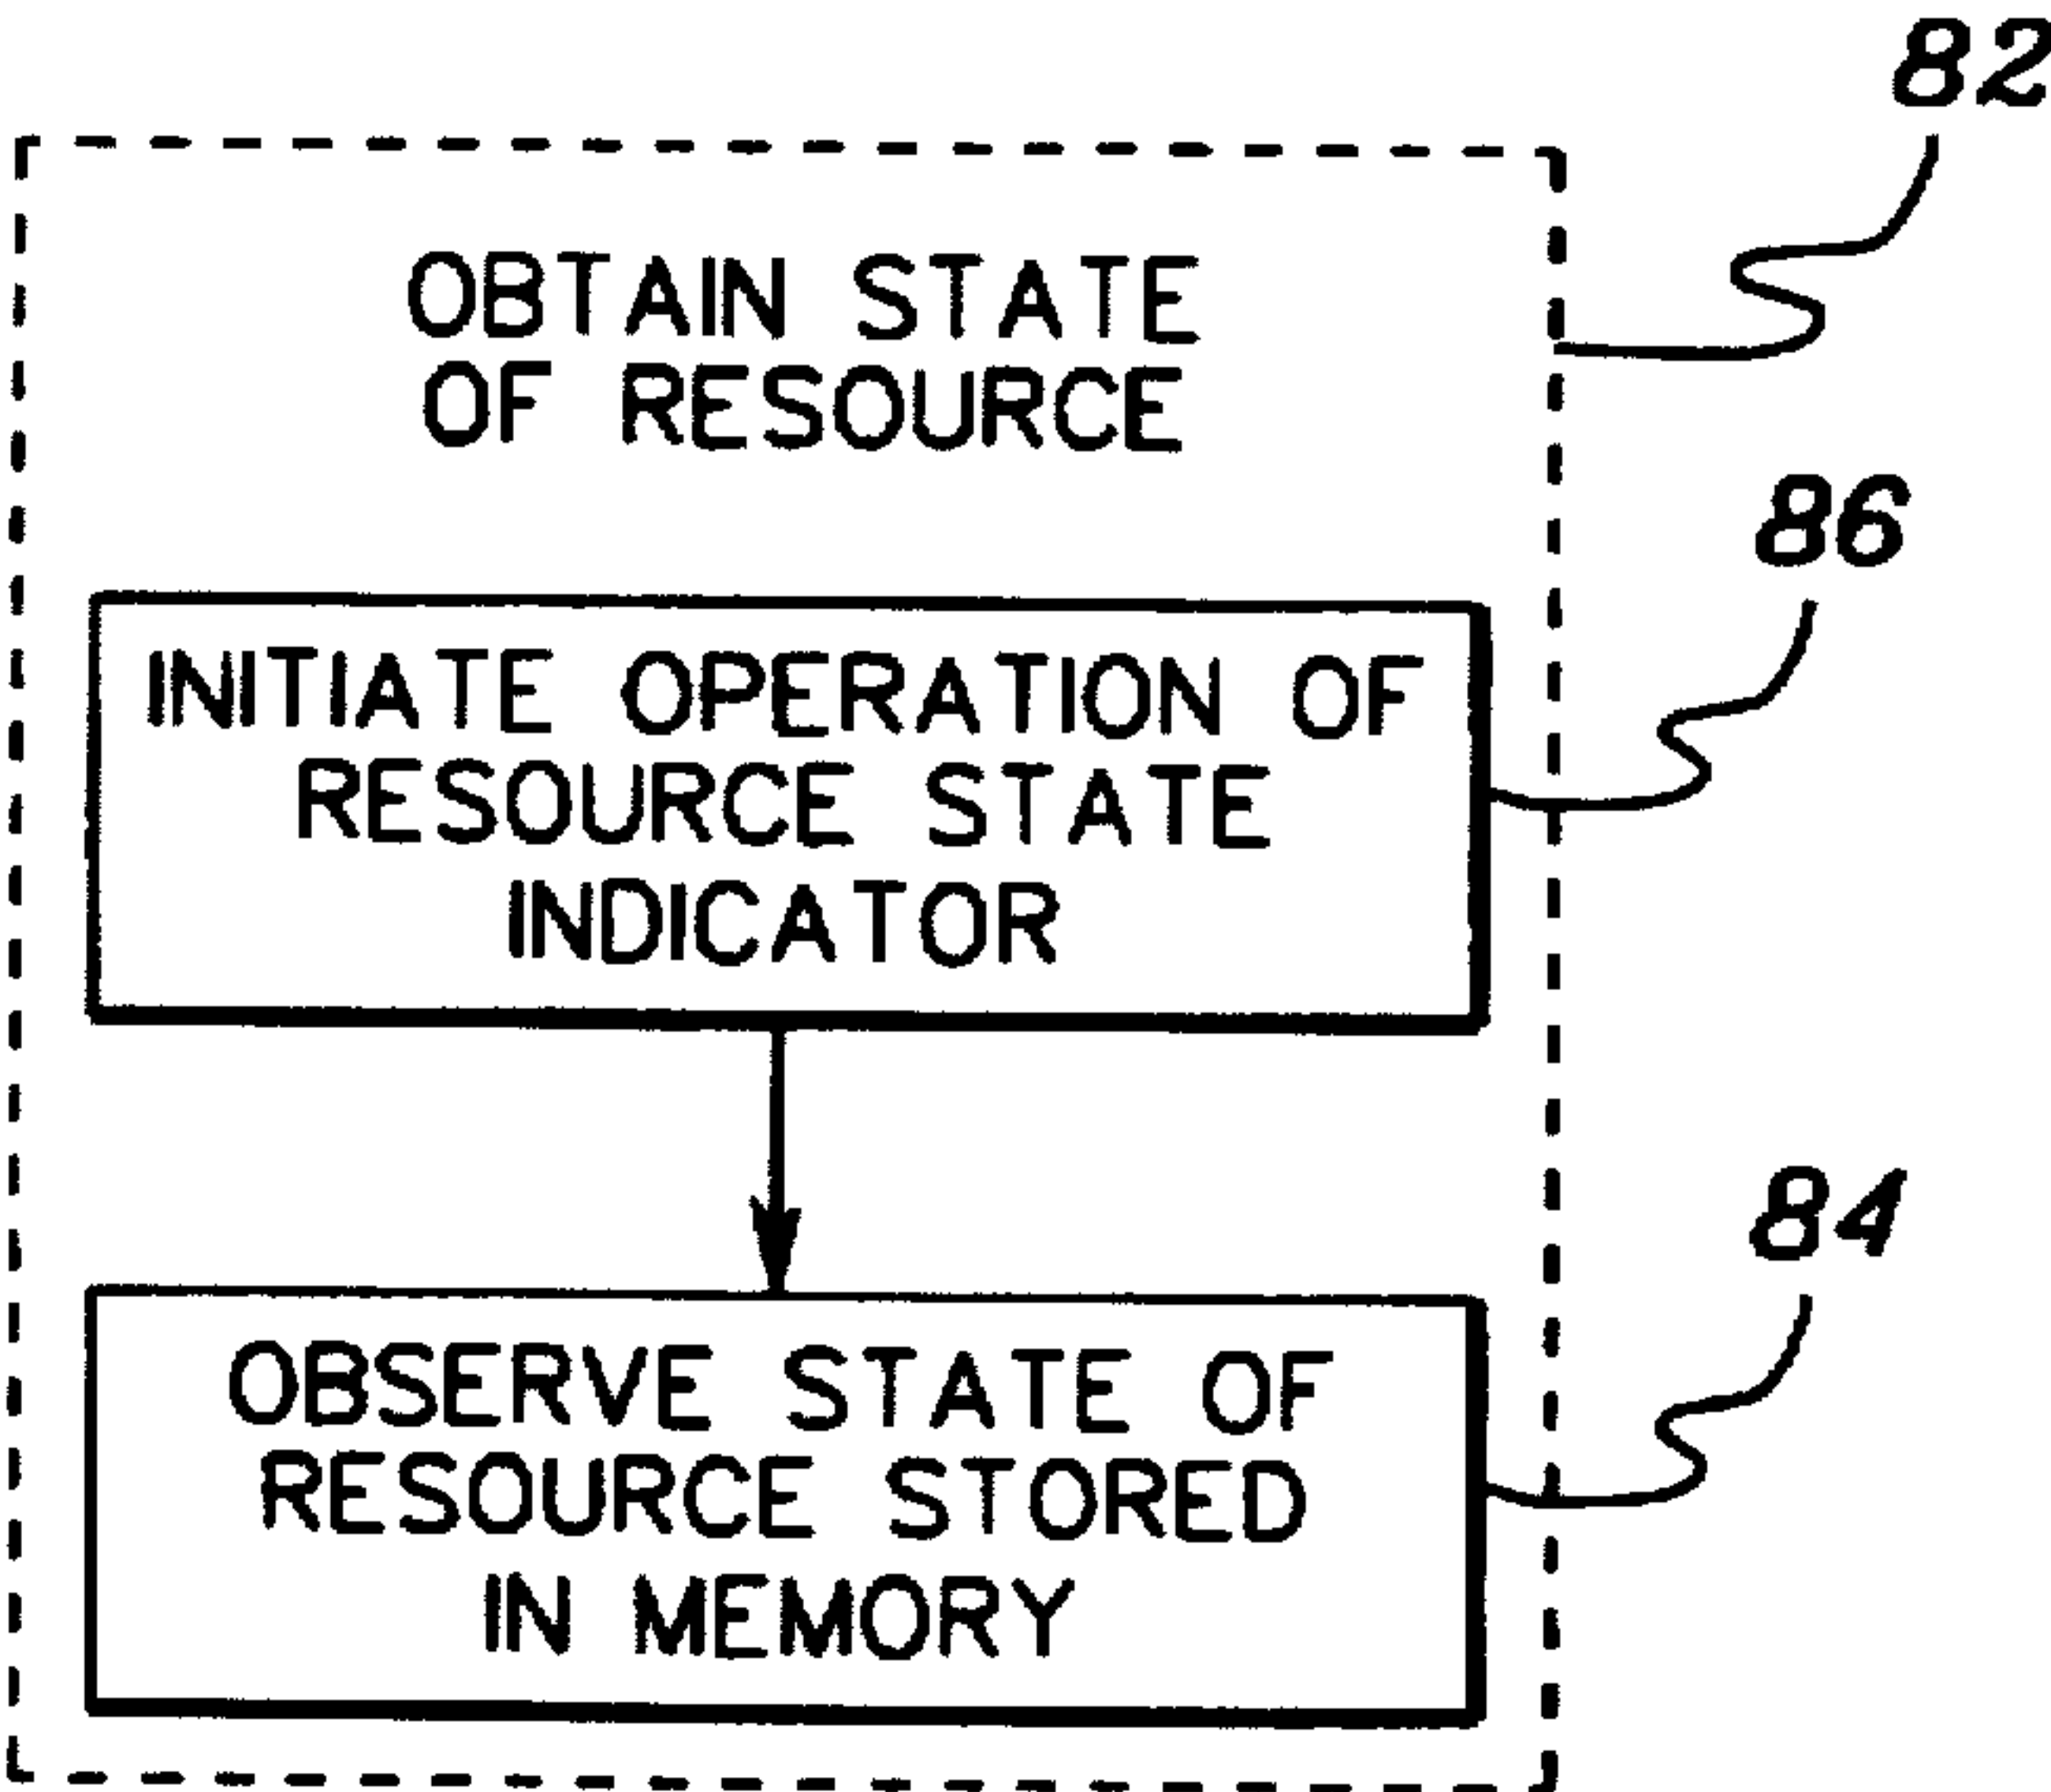 82
OBTAIN STATE
OF RESOURCE
86
INITIATE OPERATION OF
RESOURCE STATE
INDICATOR
84
OBSERVE STATE OF
RESOURCE STORED
IN MEMORY